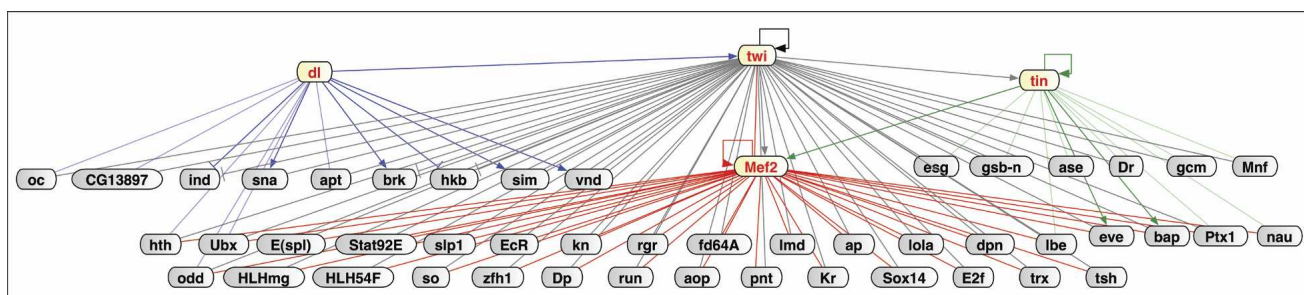 twi
dl
tin
Mef2
oc CG13897 ind sna apt brk hkb sim vnd esg gsb-n ase Dr gcm Mnf
hth Ubx E(spl) Stat92E slp1 EcR kn rgr fd64A lmd ap lola dpn lbe eve bap Ptx1 nau
odd HLHmg HLH54F so zfh1 Dp run aop pnt Kr Sox14 E2f trx tsh